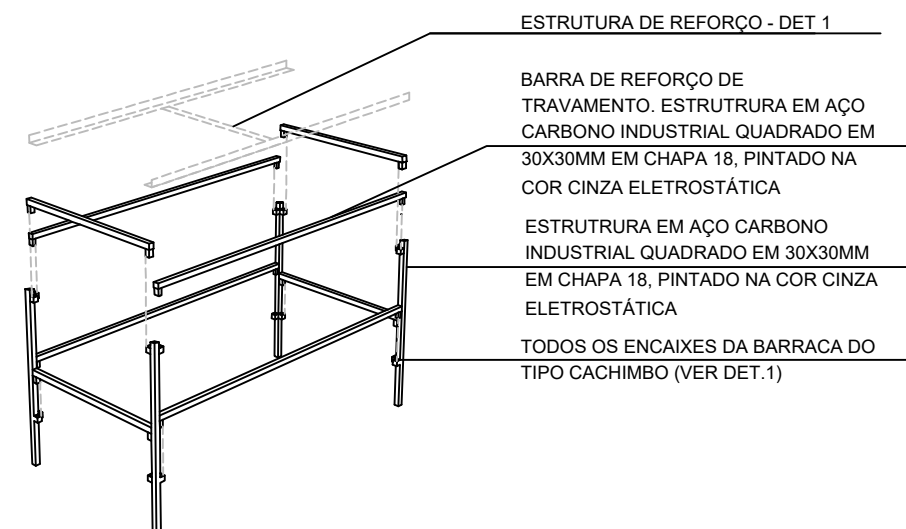 ESTRUTURA DE REFORÇO - DET 1
BARRA DE REFORÇO DE
TRAVAMENTO. ESTRUTRURA EM AÇO
CARBONO INDUSTRIAL QUADRADO EM
30X30MM EM CHAPA 18, PINTADO NA
COR CINZA ELETROSTÁTICA
ESTRUTRURA EM AÇO CARBONO
INDUSTRIAL QUADRADO EM 30X30MM
EM CHAPA 18, PINTADO NA COR CINZA
ELETROSTÁTICA
TODOS OS ENCAIXES DA BARRACA DO
TIPO CACHIMBO (VER DET.1)